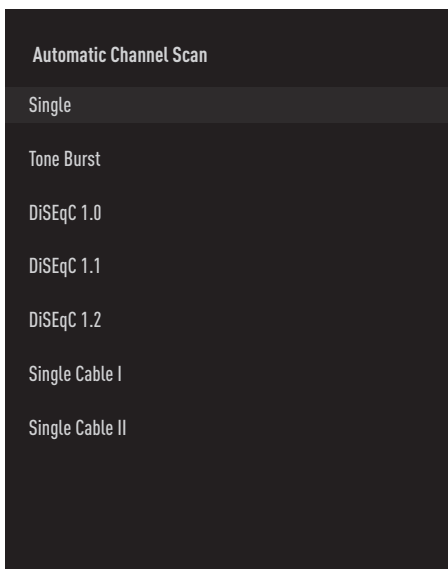 Automatic Channel Scan
Single
Tone Burst
DiSEqC 1.0
DiSEqC 1.1
DiSEqC 1.2
Single Cable I
Single Cable II